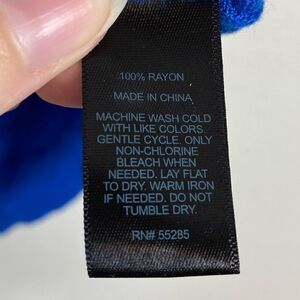 100% RAYON
MADE IN CHINA
MACHINE WASH COLD
WITH LIKE COLORS.
GENTLE CYCLE. ONLY
NON-CHLORINE
BLEACH WHEN
NEEDED. LAY FLAT
TO DRY. WARM IRON
IF NEEDED. DO NOT
TUMBLE DRY.
RN# 55285